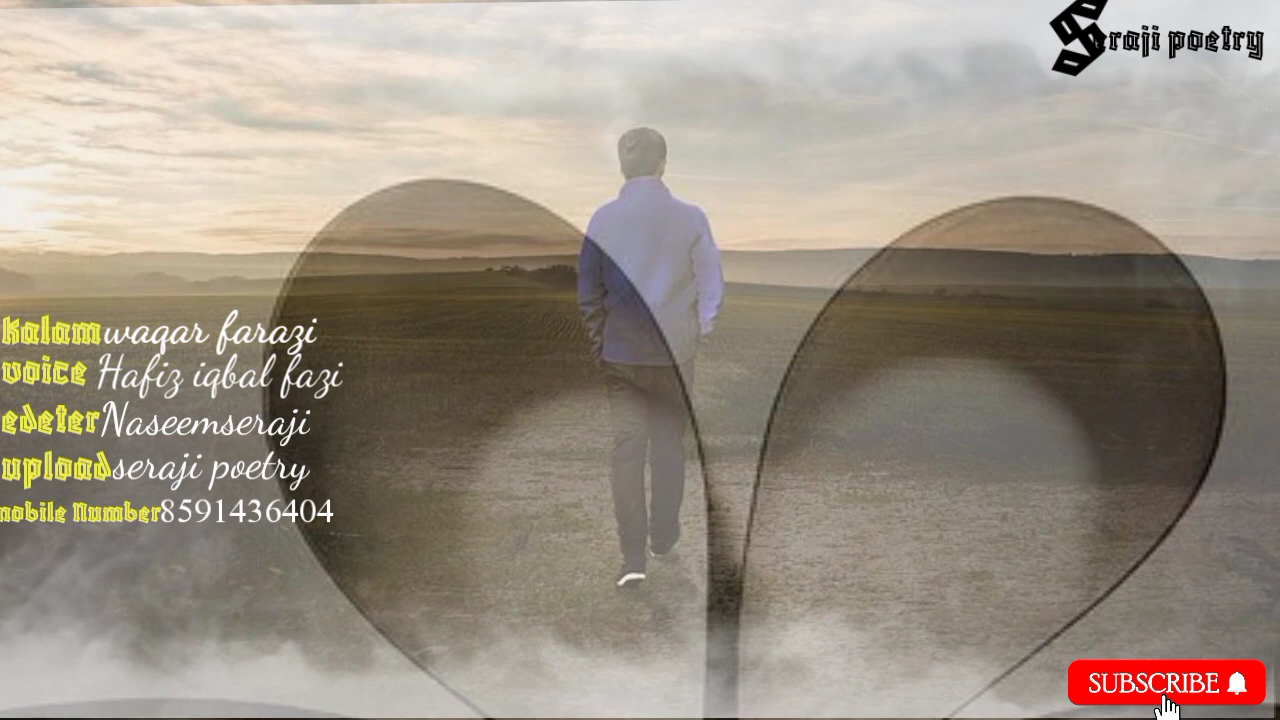 Seraji poetry
Kalam waqar farazi
voice Hafiz iqbal fazi
edeter Naseemseraji
upload seraji poetry
mobile Number 8591436404
SUBSCRIBE